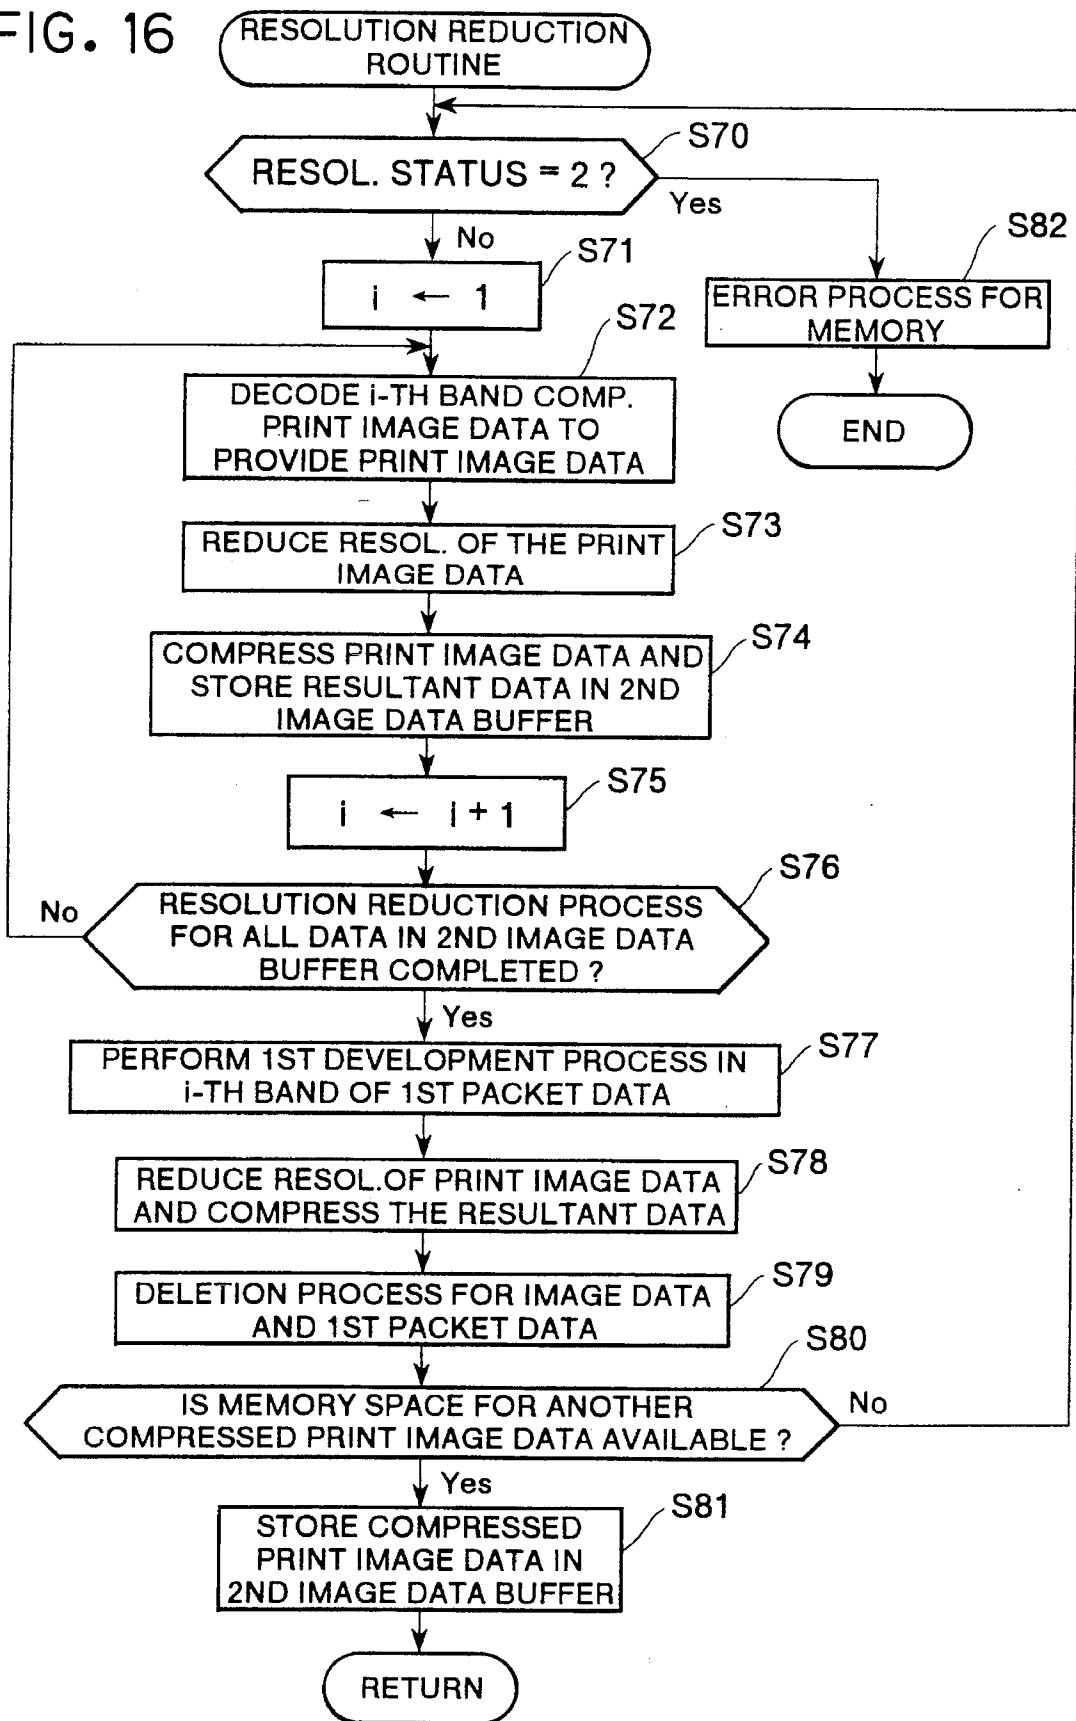 FIG. 16
RESOLUTION REDUCTION
ROUTINE
S70
RESOL. STATUS = 2 ?
Yes
No
S71
i ← 1
S82
ERROR PROCESS FOR
MEMORY
END
S72
DECODE i-TH BAND COMP.
PRINT IMAGE DATA TO
PROVIDE PRINT IMAGE DATA
S73
REDUCE RESOL. OF THE PRINT
IMAGE DATA
S74
COMPRESS PRINT IMAGE DATA AND
STORE RESULTANT DATA IN 2ND
IMAGE DATA BUFFER
S75
i ← i + 1
S76
No
RESOLUTION REDUCTION PROCESS
FOR ALL DATA IN 2ND IMAGE DATA
BUFFER COMPLETED ?
Yes
S77
PERFORM 1ST DEVELOPMENT PROCESS IN
i-TH BAND OF 1ST PACKET DATA
S78
REDUCE RESOL.OF PRINT IMAGE DATA
AND COMPRESS THE RESULTANT DATA
S79
DELETION PROCESS FOR IMAGE DATA
AND 1ST PACKET DATA
S80
IS MEMORY SPACE FOR ANOTHER
COMPRESSED PRINT IMAGE DATA AVAILABLE ?
No
Yes
S81
STORE COMPRESSED
PRINT IMAGE DATA IN
2ND IMAGE DATA BUFFER
RETURN